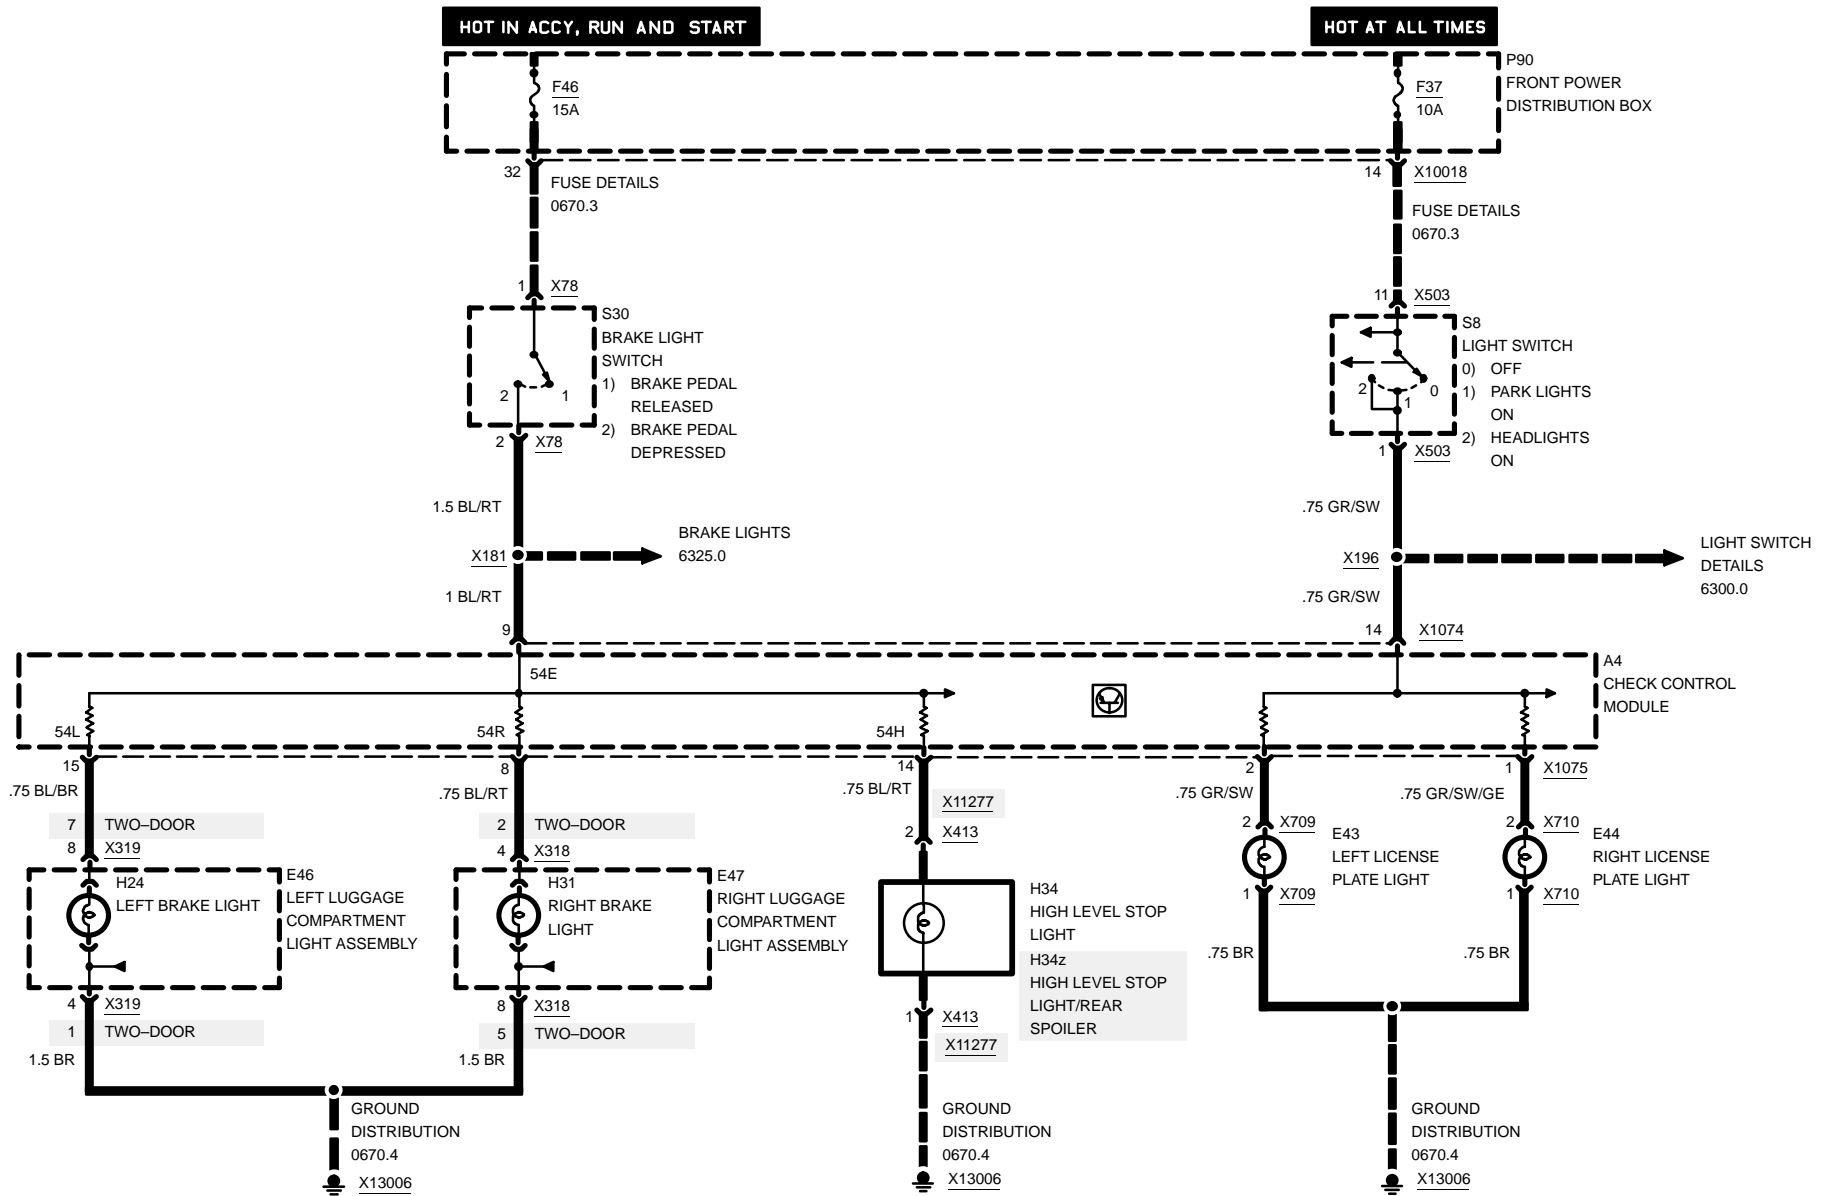 HOT IN ACCY, RUN AND START
HOT AT ALL TIMES
F46
15A
F37
10A
P90
FRONT POWER
DISTRIBUTION BOX
32
FUSE DETAILS
0670.3
14
X10018
FUSE DETAILS
0670.3
1
X78
11
X503
S30
BRAKE LIGHT
SWITCH
1) BRAKE PEDAL
RELEASED
2) BRAKE PEDAL
DEPRESSED
2
1
S8
LIGHT SWITCH
0) OFF
1) PARK LIGHTS
ON
2) HEADLIGHTS
ON
2
1
0
2
X78
1
X503
1.5 BL/RT
.75 GR/SW
X181
BRAKE LIGHTS
6325.0
X196
LIGHT SWITCH
DETAILS
6300.0
1 BL/RT
.75 GR/SW
9
14
X1074
54E
A4
CHECK CONTROL
MODULE
54L
54R
54H
15
8
14
2
1
X1075
.75 BL/BR
.75 BL/RT
.75 BL/RT
.75 GR/SW
.75 GR/SW/GE
7 TWO–DOOR
8 X319
2 TWO–DOOR
4 X318
X11277
2 X413
2 X709
2 X710
E43
LEFT LICENSE
PLATE LIGHT
E44
RIGHT LICENSE
PLATE LIGHT
1 X709
1 X710
H24
LEFT BRAKE LIGHT
E46
LEFT LUGGAGE
COMPARTMENT
LIGHT ASSEMBLY
H31
RIGHT BRAKE
LIGHT
E47
RIGHT LUGGAGE
COMPARTMENT
LIGHT ASSEMBLY
H34
HIGH LEVEL STOP
LIGHT
H34z
HIGH LEVEL STOP
LIGHT/REAR
SPOILER
.75 BR
.75 BR
4 X319
1 TWO–DOOR
8 X318
5 TWO–DOOR
1 X413
X11277
1.5 BR
1.5 BR
GROUND
DISTRIBUTION
0670.4
X13006
GROUND
DISTRIBUTION
0670.4
X13006
GROUND
DISTRIBUTION
0670.4
X13006